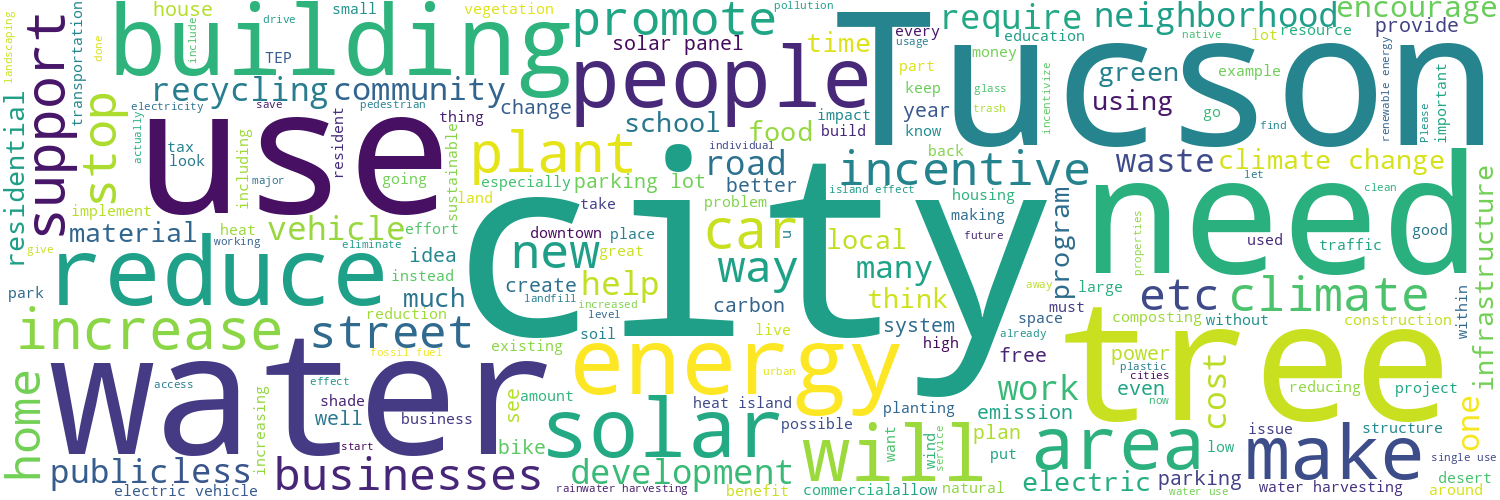 city
Tucson
use
water
need
tree
building
people
energy
reduce
solar
area
make
will
support
stop
promote
require
neighborhood
encourage
incentive
plant
car
new
way
increase
street
home
businesses
public
less
development
climate
etc
infrastructure
work
cost
one
help
many
think
local
road
school
food
time
vehicle
material
recycling
community
residential
green
using
waste
climate change
program
provide
house
small
vegetation
pollution
solar panel
landscaping
transportation
done
drive
include
TEP
electricity
save
pedestrian
actually
tax
look
thing
change
resident
including
going
sustainable
especially
parking lot
individual
major
land
implement
heat
effort
working
eliminate
idea
instead
much
create
landfill
downtown
place
great
take
problem
better
back
build
impact
every
usage
money
education
native
lot
resource
part
keep
glass
trash
year
know
incentivize
example
go
find
renewable energy
Please
important
let
clean
island effect
housing
making
future
away
must
large
properties
used
traffic
good
give
park
reduction
fossil fuel
existing
increased
level
soil
carbon
live
urban
system
high
space
already
free
composting
without
construction
within
power
plastic
cities
even
now
reducing
project
access
effect
shade
well
business
see
amount
heat island
possible
planting
emission
plan
put
low
issue
structure
single use
increasing
start
bike
electric vehicle
rainwater harvesting
benefit
commercial
allow
natural
want
wind
service
electric
parking
water use
water harvesting
desert
around
u